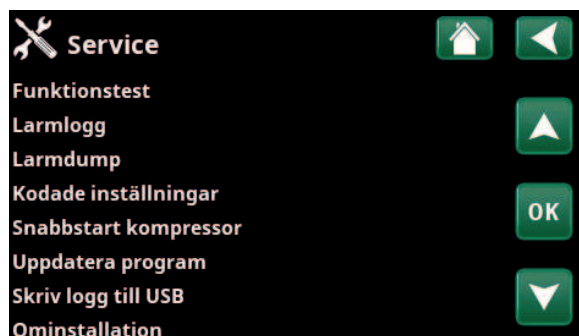 Service
Funktionstest
Larmlogg
Larmdump
Kodade inställningar
OK
Snabbstart kompressor
Uppdatera program
Skriv logg till USB
Ominstallation